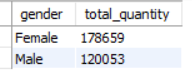 gender total_quantity
Female 178659
Male 120053